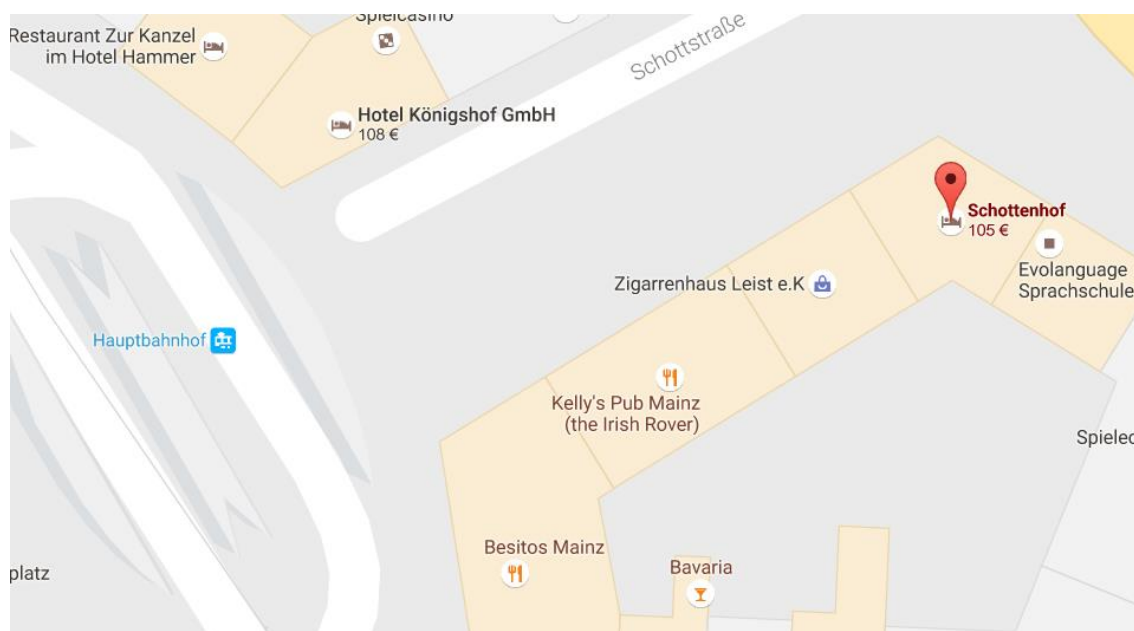 Spielcasino
Restaurant Zur Kanzel
im Hotel Hammer
Schottstraße
Hotel Königshof GmbH
108 €
Schottenhof
105 €
Evolanguage
Sprachschule
Zigarrenhaus Leist e.K
Hauptbahnhof
Kelly's Pub Mainz
(the Irish Rover)
Spielec
Besitos Mainz
Bavaria
platz